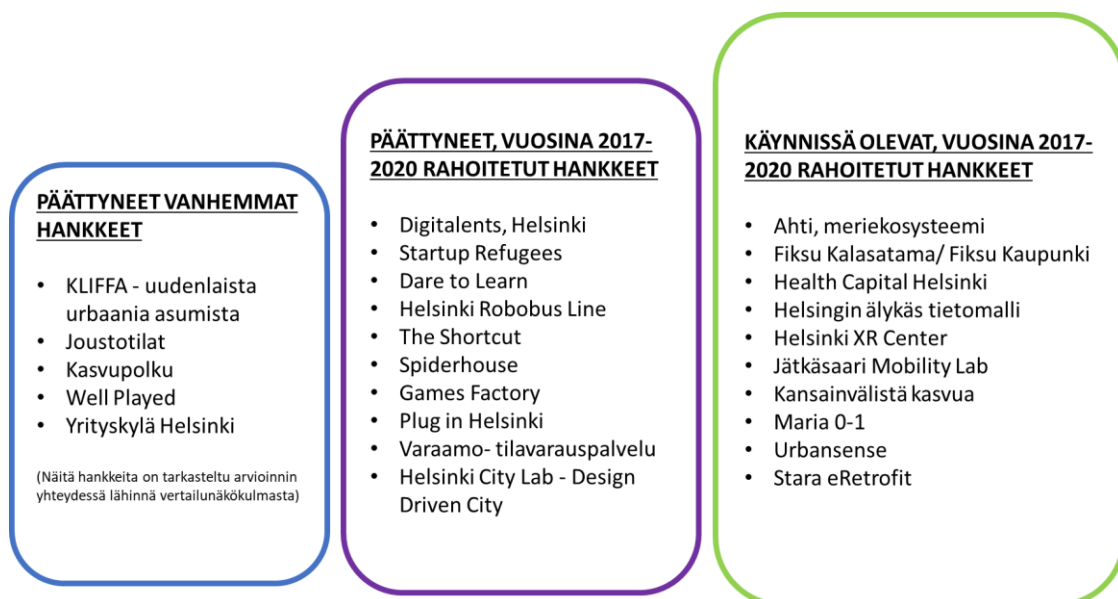 PÄÄTTYNEET VANHEMMAT
HANKKEET
• KLIFFA - uudenlaista
urbaania asumista
• Joustotilat
• Kasvupolku
• Well Played
• Yrityskylä Helsinki
(Näitä hankkeita on tarkasteltu arvioinnin
yhteydessä lähinnä vertailunäkökulmasta)
PÄÄTTYNEET, VUOSINA 2017-
2020 RAHOITETUT HANKKEET
• Digitalents, Helsinki
• Startup Refugees
• Dare to Learn
• Helsinki Robobus Line
• The Shortcut
• Spiderhouse
• Games Factory
• Plug in Helsinki
• Varaamo- tilavarauspalvelu
• Helsinki City Lab - Design
Driven City
KÄYNNISSÄ OLEVAT, VUOSINA 2017-
2020 RAHOITETUT HANKKEET
• Ahti, meriekosysteemi
• Fiksu Kalasatama/ Fiksu Kaupunki
• Health Capital Helsinki
• Helsingin älykäs tietomalli
• Helsinki XR Center
• Jätkäsaari Mobility Lab
• Kansainvälistä kasvua
• Maria 0-1
• Urbansense
• Stara eRetrofit